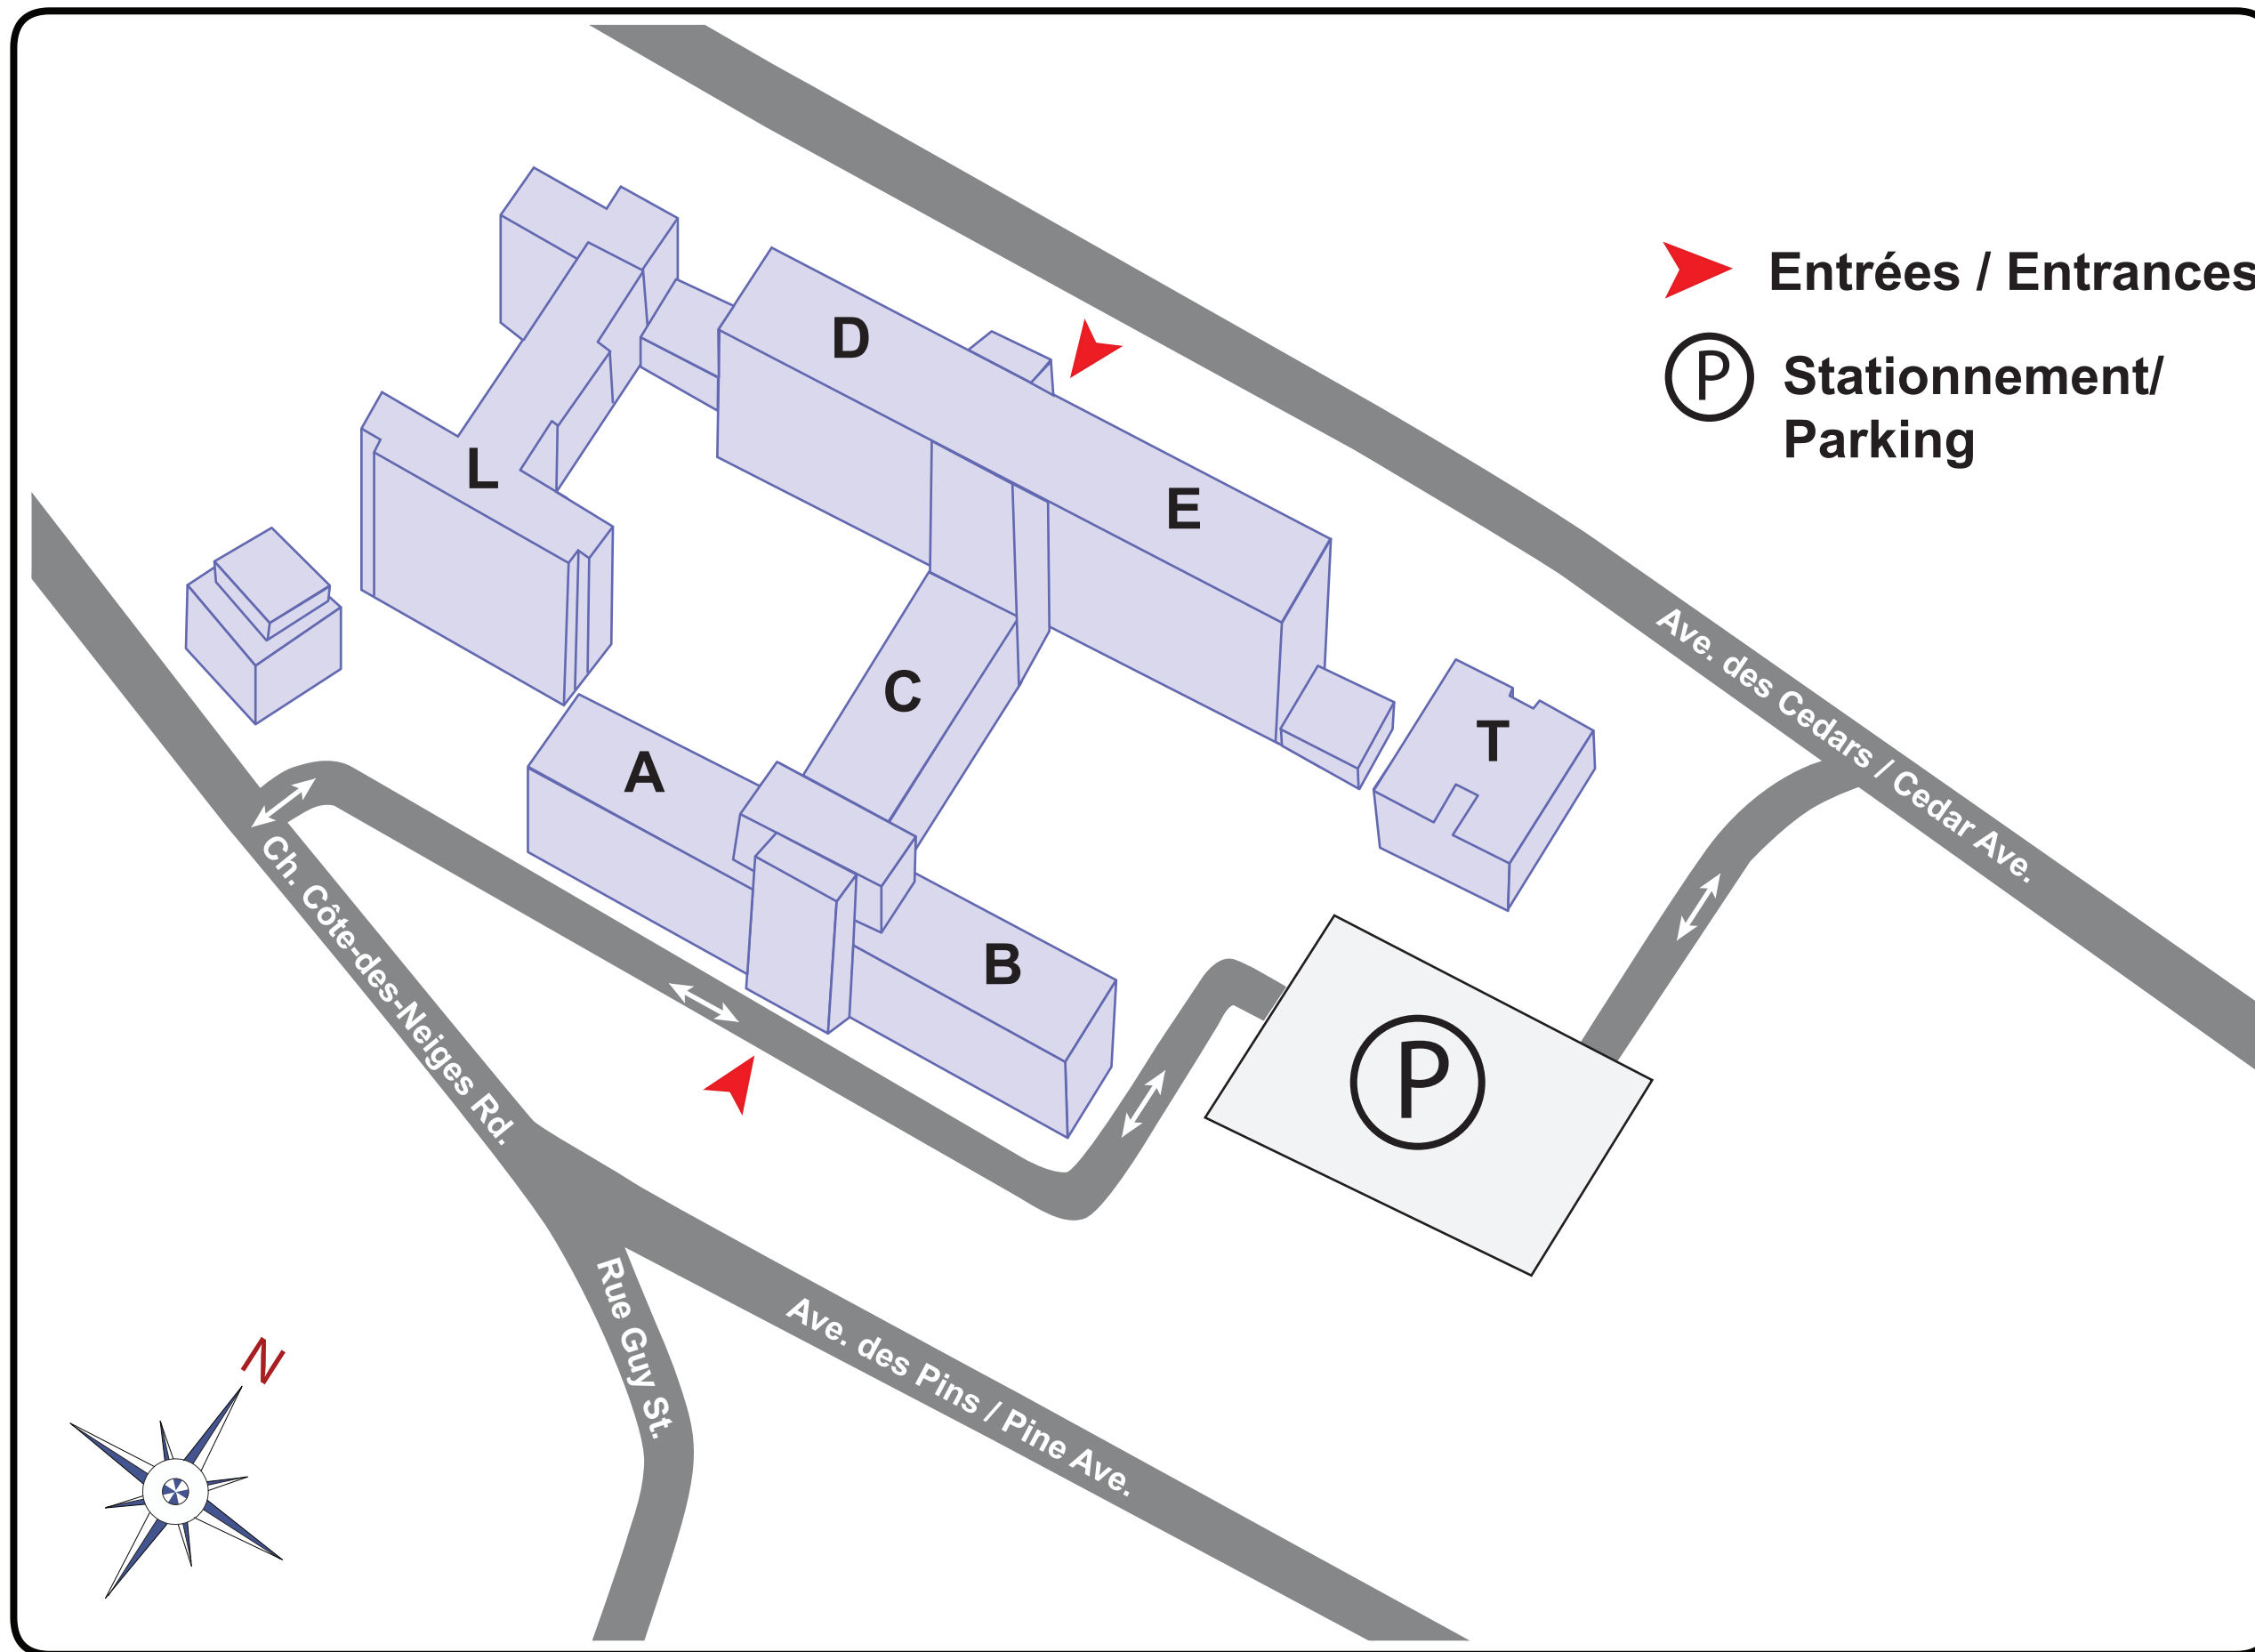 Entrées / Entrances
P
Stationnement/
Parking
D
E
L
C
T
A
B
P
Ave. des Cedars / Cedar Ave.
Ch. Côte-des-Neiges Rd.
Rue Guy St.
Ave. des Pins / Pine Ave.
N